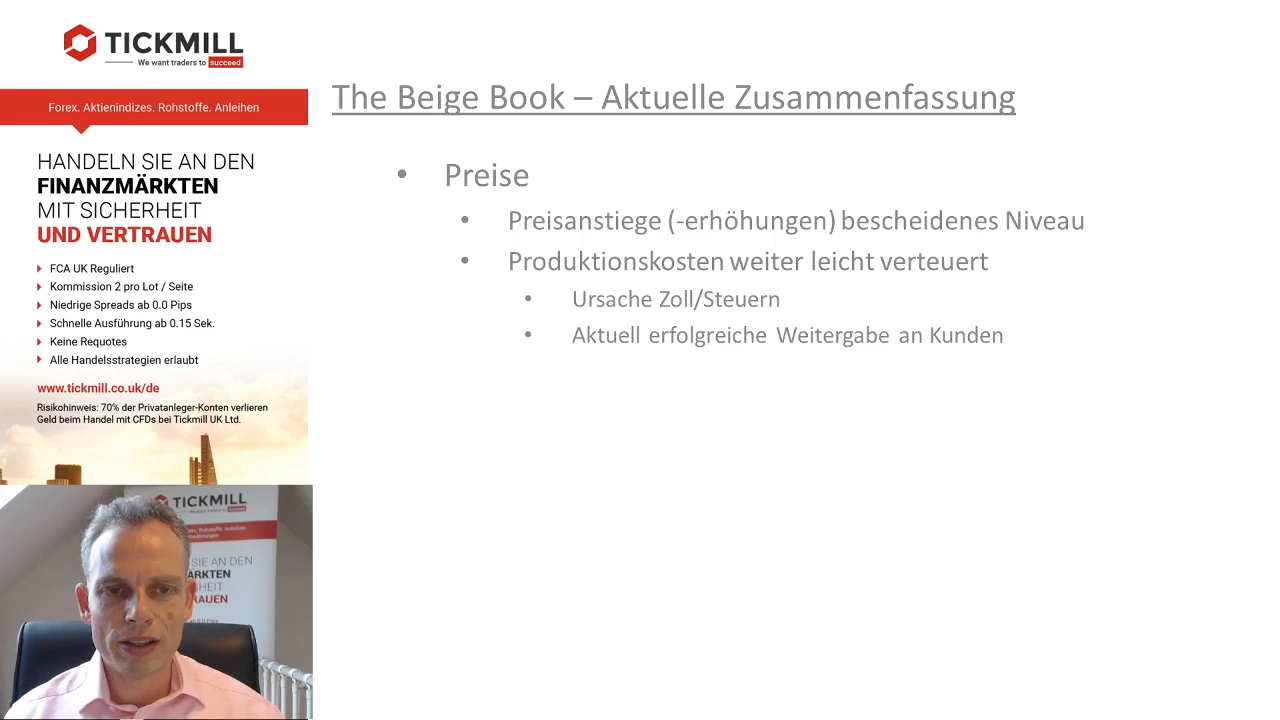 TICKMILL
We want traders to succeed
Forex. Aktienindizes. Rohstoffe. Anleihen
HANDELN SIE AN DEN
FINANZMÄRKTEN
MIT SICHERHEIT
UND VERTRAUEN
FCA UK Reguliert
Kommission 2 pro Lot / Seite
Niedrige Spreads ab 0.0 Pips
Schnelle Ausführung ab 0.15 Sek.
Keine Requotes
Alle Handelsstrategien erlaubt
www.tickmill.co.uk/de
Risikohinweis: 70% der Privatanleger-Konten verlieren
Geld beim Handel mit CFDs bei Tickmill UK Ltd.
The Beige Book – Aktuelle Zusammenfassung
• Preise
• Preisanstiege (-erhöhungen) bescheidenes Niveau
• Produktionskosten weiter leicht verteuert
• Ursache Zoll/Steuern
• Aktuell erfolgreiche Weitergabe an Kunden
TICKMILL
Rohstoffe. Anleihen.
SIE AN DEN
ÄRKTEN
HEIT
RAUEN